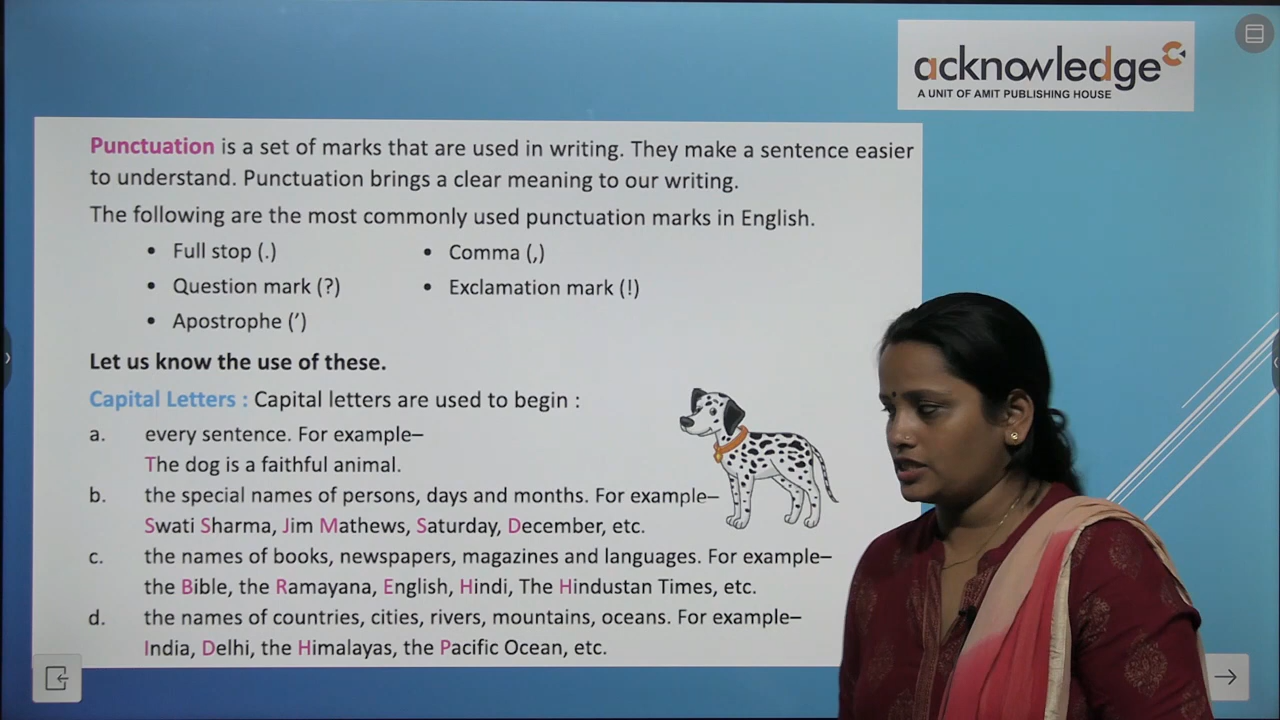 acknowledge
A UNIT OF AMIT PUBLISHING HOUSE
Punctuation is a set of marks that are used in writing. They make a sentence easier
to understand. Punctuation brings a clear meaning to our writing.
The following are the most commonly used punctuation marks in English.
• Full stop (.) • Comma (,)
• Question mark (?) • Exclamation mark (!)
• Apostrophe (’)
Let us know the use of these.
Capital Letters : Capital letters are used to begin :
a. every sentence. For example–
The dog is a faithful animal.
b. the special names of persons, days and months. For example–
Swati Sharma, Jim Mathews, Saturday, December, etc.
c. the names of books, newspapers, magazines and languages. For example–
the Bible, the Ramayana, English, Hindi, The Hindustan Times, etc.
d. the names of countries, cities, rivers, mountains, oceans. For example–
India, Delhi, the Himalayas, the Pacific Ocean, etc.